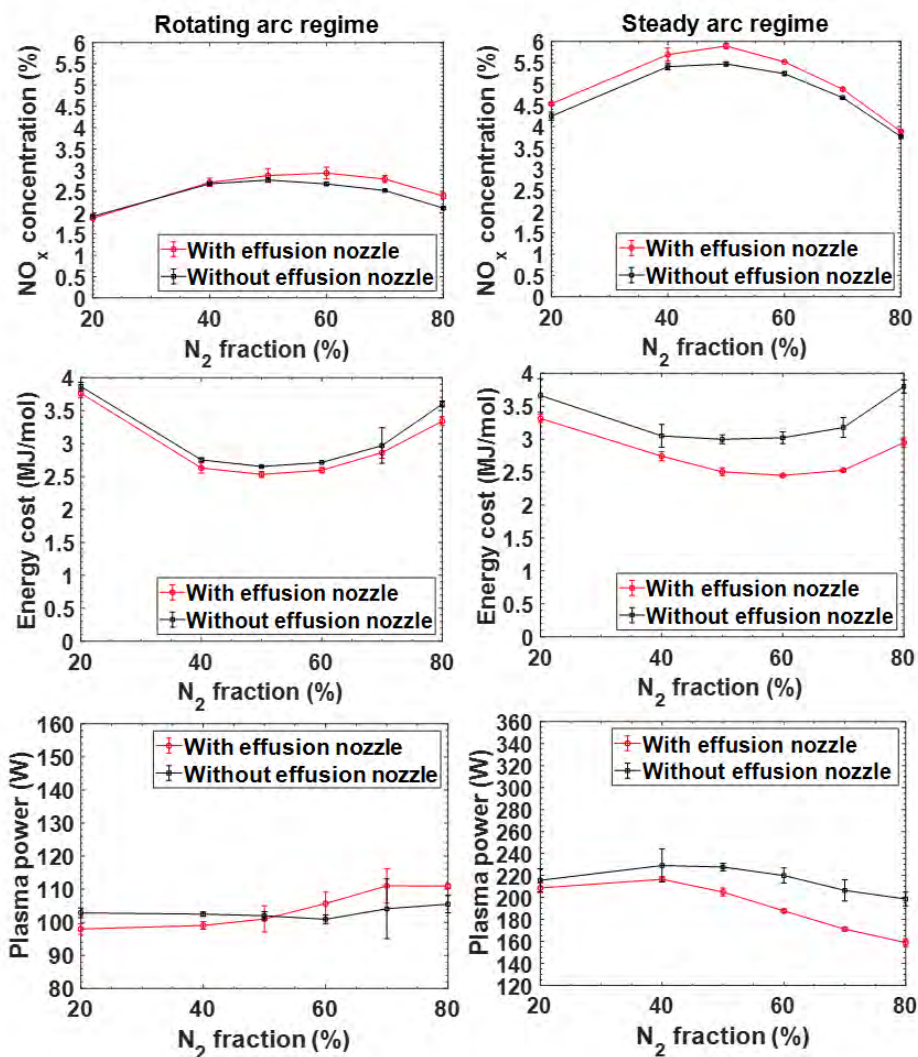 Rotating arc regime
NOx concentration (%)
6
5.5
5
4.5
4
3.5
3
2.5
2
1.5
1
0.5
0
With effusion nozzle
Without effusion nozzle
20 40 60 80
N2 fraction (%)
Steady arc regime
NOx concentration (%)
6
5.5
5
4.5
4
3.5
3
2.5
2
1.5
1
0.5
0
With effusion nozzle
Without effusion nozzle
20 40 60 80
N2 fraction (%)
Energy cost (MJ/mol)
4
3.5
3
2.5
2
1.5
1
0.5
0
With effusion nozzle
Without effusion nozzle
20 40 60 80
N2 fraction (%)
Energy cost (MJ/mol)
4
3.5
3
2.5
2
1.5
1
0.5
0
With effusion nozzle
Without effusion nozzle
20 40 60 80
N2 fraction (%)
Plasma power (W)
160
150
140
130
120
110
100
90
80
With effusion nozzle
Without effusion nozzle
20 40 60 80
N2 fraction (%)
Plasma power (W)
360
340
320
300
280
260
240
220
200
180
160
140
120
With effusion nozzle
Without effusion nozzle
20 40 60 80
N2 fraction (%)